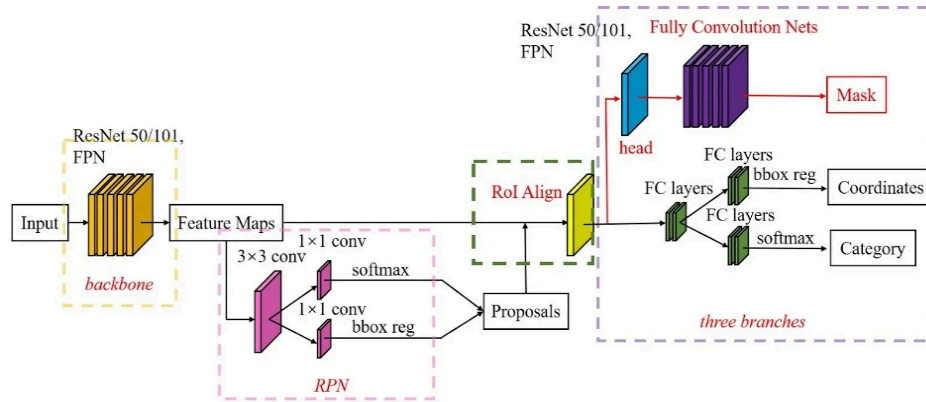 ResNet 50/101,
FPN
Fully Convolution Nets
Mask
head
ResNet 50/101,
FPN
RoI Align
FC layers
FC layers
bbox reg
Coordinates
FC layers
softmax
Category
Input
Feature Maps
backbone
3×3 conv
1×1 conv
softmax
1×1 conv
bbox reg
Proposals
RPN
three branches